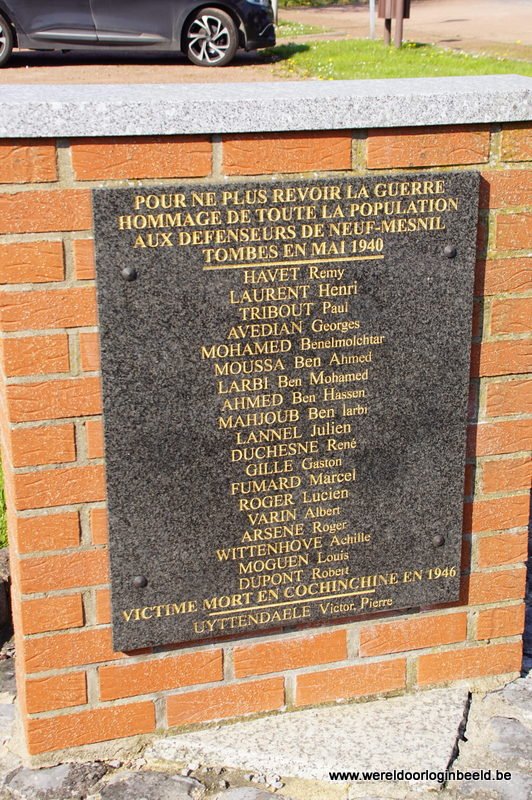 POUR NE PLUS REVOIR LA GUERRE
HOMMAGE DE TOUTE LA POPULATION
AUX DEFENSEURS DE NEUF-MESNIL
TOMBES EN MAI 1940
HAVET Remy
LAURENT Henri
TRIBOUT Paul
AVEDIAN Georges
MOHAMED Benelmolchtar
MOUSSA Ben Ahmed
LARBI Ben Mohamed
AHMED Ben Hassen
MAHJOUB Ben larbi
LANNEL Julien
DUCHESNE René
GILLE Gaston
FUMARD Marcel
ROGER Lucien
VARIN Albert
ARSENE Roger
WITTENHOVE Achille
MOGUEN Louis
DUPONT Robert
VICTIME MORT EN COCHINCHINE EN 1946
UYTTENDAELE Victor, Pierre
www.wereldoorloginbeeld.be